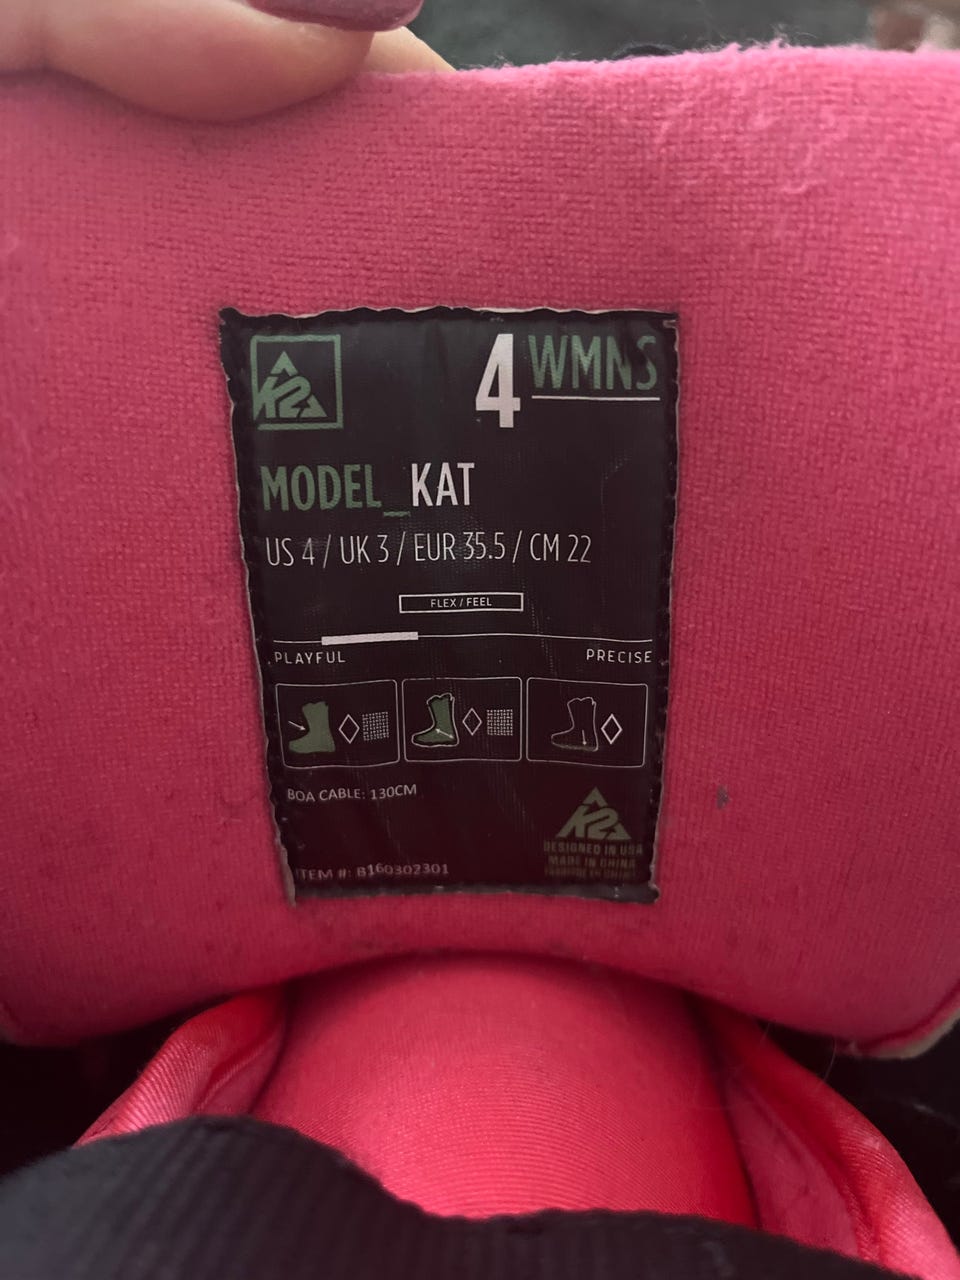 K2
4 WMNS
MODEL_KAT
US 4 / UK 3 / EUR 35.5 / CM 22
FLEX / FEEL
PLAYFUL PRECISE
BOA CABLE: 130CM
K2
DESIGNED IN USA
MADE IN CHINA
ITEM #: B160302301